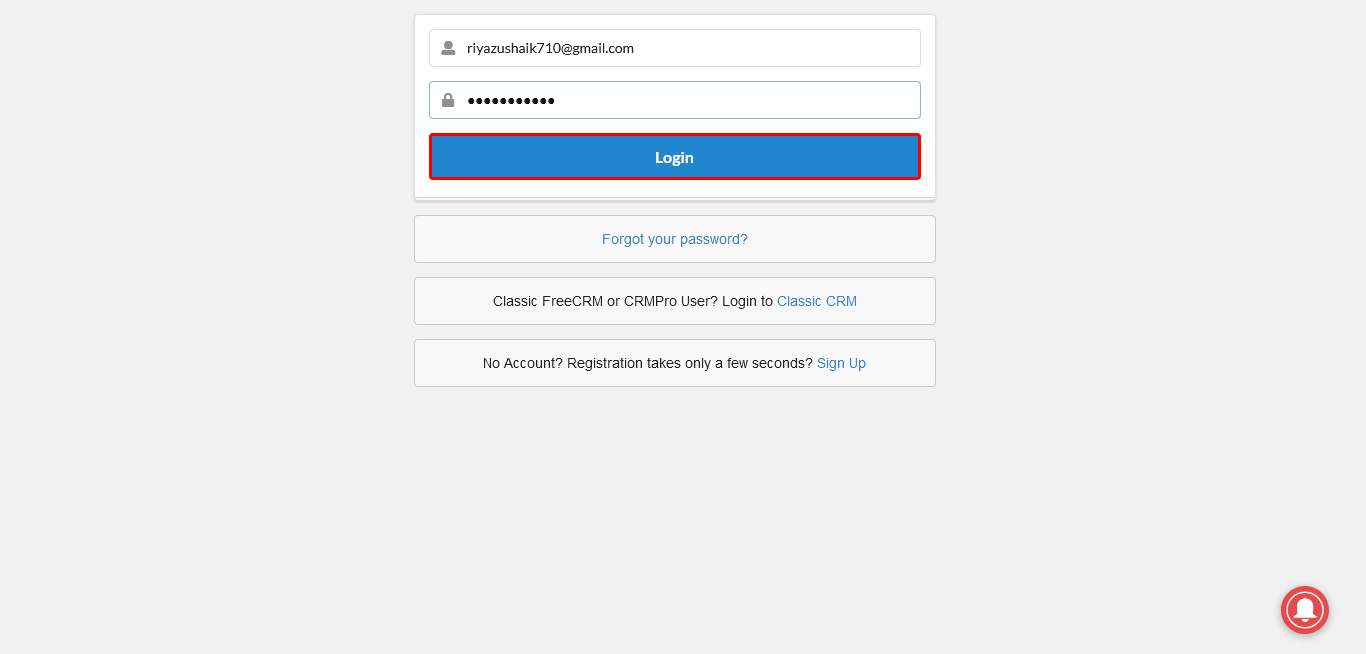 riyazushaik710@gmail.com
•••••••••••
Login
Forgot your password?
Classic FreeCRM or CRMPro User? Login to Classic CRM
No Account? Registration takes only a few seconds? Sign Up